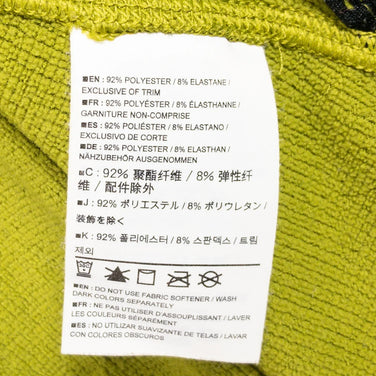 ■EN: 92% POLYESTER / 8% ELASTANE /
EXCLUSIVE OF TRIM
■FR: 92% POLYÉSTER / 8% ÉLASTHANNE /
GARNITURE NON-COMPRISE
■ES: 92% POLIÉSTER / 8% ELASTANO /
EXCLUSIVO DE TRIM
■DE: 92% POLYESTER / 8% ELASTHAN /
NÄHZUBEHÖR AUSGENOMMEN
■C: 92% 聚酯纤维 / 8% 弹性纤
维 / 配件除外
■J: 92% ポリエステル / 8% ポリウレタン /
装飾を除く
■K: 92% 폴리에스터 / 8% 스판덱스 / 트림
제외
■EN: DO NOT USE FABRIC SOFTENER / WASH
DARK COLORS SEPARATELY
■FR: NE PAS UTILISER D'ASSOUPLISSANT / LAVER
LES COULEURS FONCÉES SÉPARÉMENT
■ES: NO UTILIZAR SUAVIZANTE DE TELAS / LAVAR
CON COLORES OBSCUROS